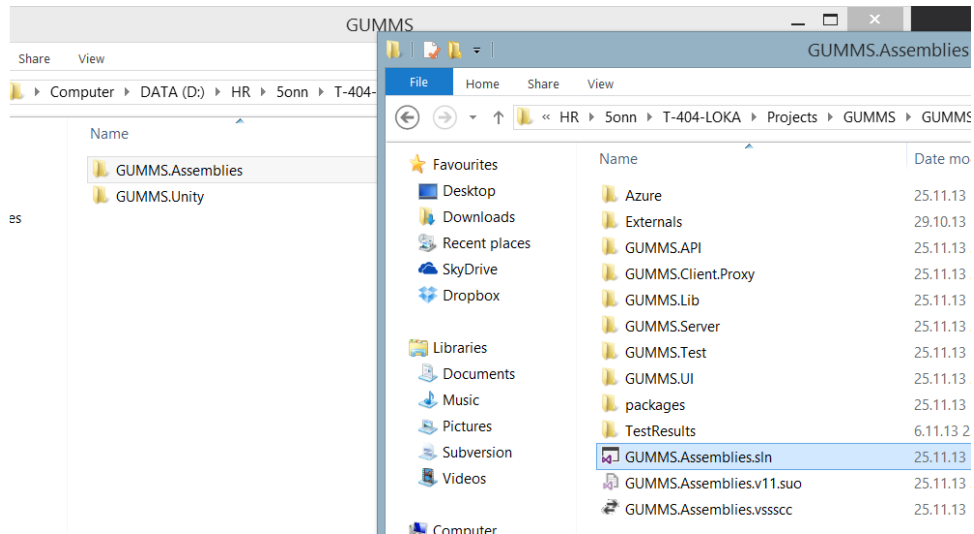 GUMMS
Share View
Computer DATA (D:) HR 5onn T-404-
Name
GUMMS.Assemblies
GUMMS.Unity
es
GUMMS.Assemblies
File Home Share View
« HR 5onn T-404-LOKA Projects GUMMS GUMMS
Favourites
Desktop
Downloads
Recent places
SkyDrive
Dropbox
Libraries
Documents
Music
Pictures
Subversion
Videos
Computer
Name Date mo
Azure 25.11.13
Externals 29.10.13
GUMMS.API 25.11.13
GUMMS.Client.Proxy 25.11.13
GUMMS.Lib 25.11.13
GUMMS.Server 25.11.13
GUMMS.Test 25.11.13
GUMMS.UI 25.11.13
packages 25.11.13
TestResults 6.11.13 2
GUMMS.Assemblies.sln 25.11.13
GUMMS.Assemblies.v11.suo 25.11.13
GUMMS.Assemblies.vssscc 25.11.13